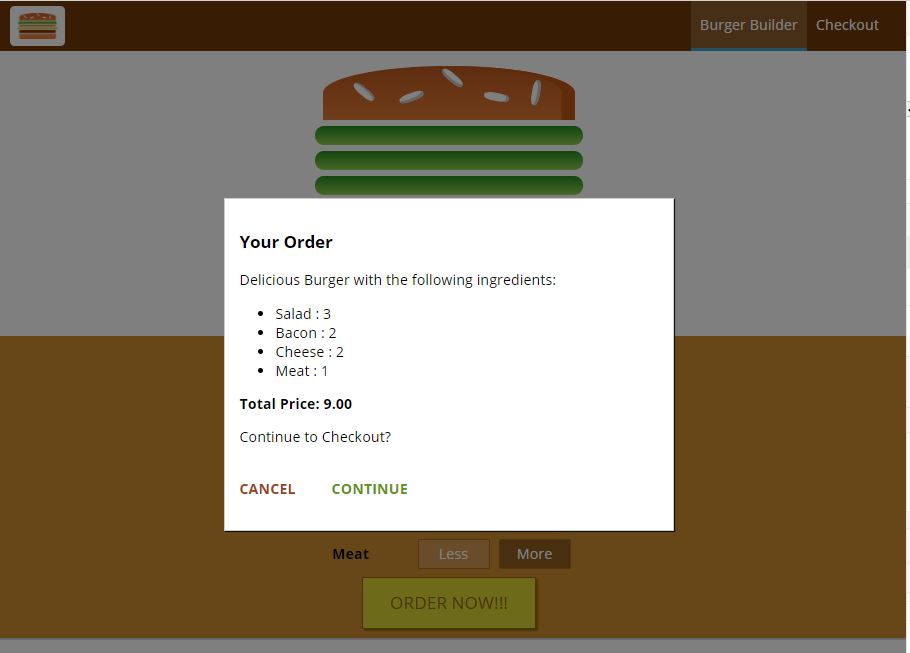 Burger Builder Checkout
Your Order
Delicious Burger with the following ingredients:
Salad : 3
Bacon : 2
Cheese : 2
Meat : 1
Total Price: 9.00
Continue to Checkout?
CANCEL CONTINUE
Meat Less More
ORDER NOW!!!